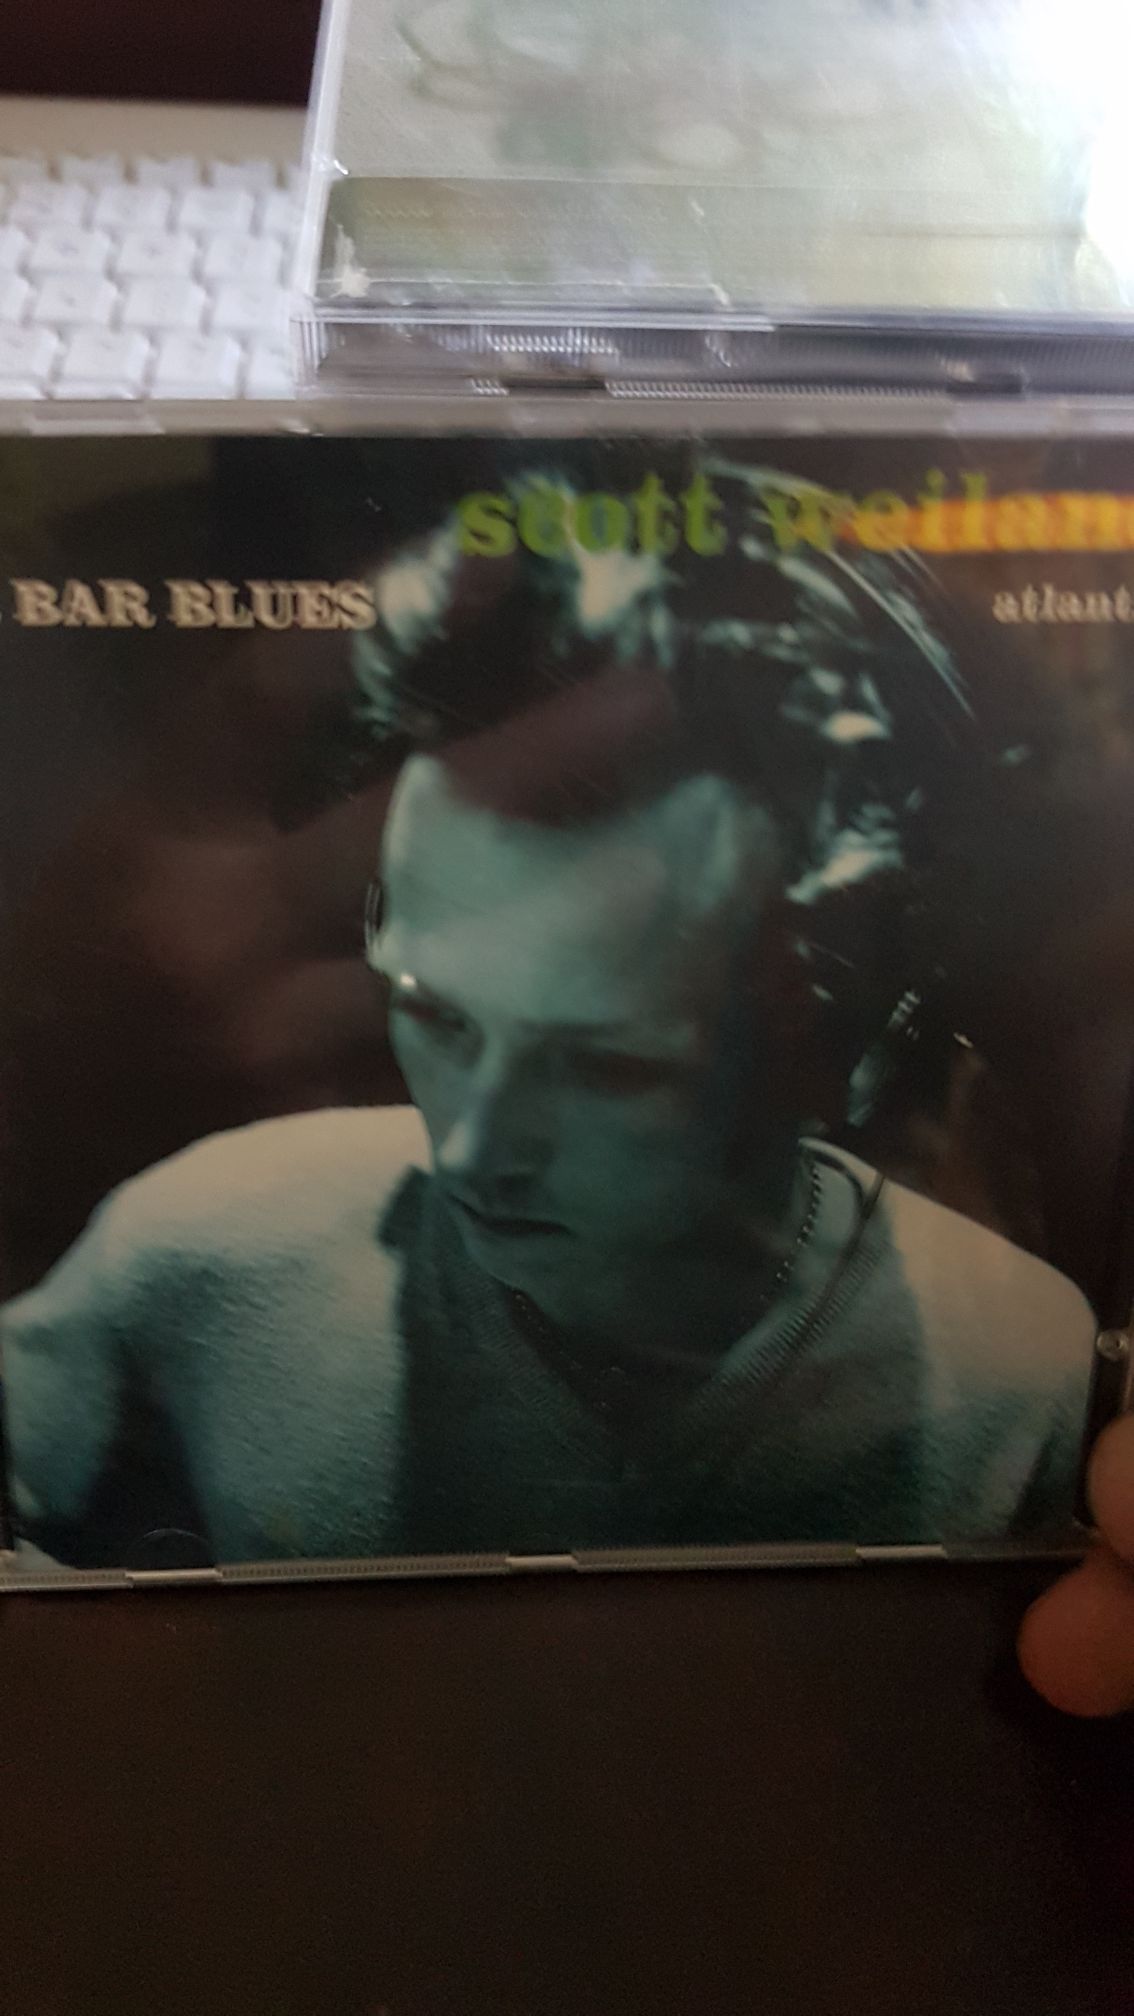 scott weilan
BAR BLUES
atlant